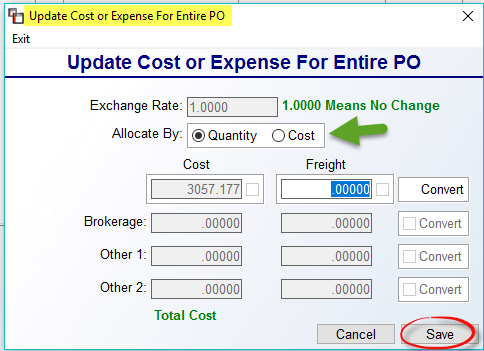 Update Cost or Expense For Entire PO
Exit
Update Cost or Expense For Entire PO
Exchange Rate: 1.0000 1.0000 Means No Change
Allocate By: Quantity Cost
Cost Freight
3057.177 .00000 Convert
Brokerage: .00000 .00000 Convert
Other 1: .00000 .00000 Convert
Other 2: .00000 .00000 Convert
Total Cost
Cancel Save